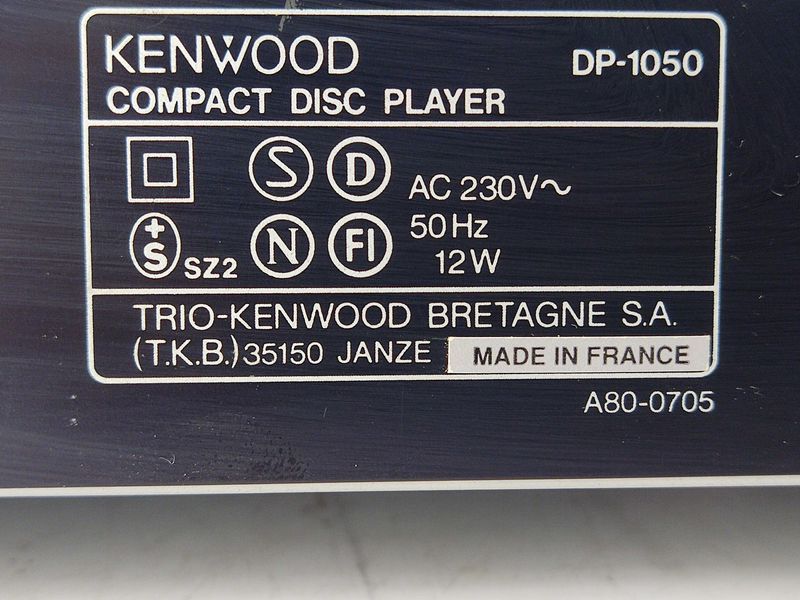 KENWOOD DP-1050
COMPACT DISC PLAYER
S D AC 230V~
+S SZ2 N FI 50Hz
12W
TRIO-KENWOOD BRETAGNE S.A.
(T.K.B.) 35150 JANZE MADE IN FRANCE
A80-0705